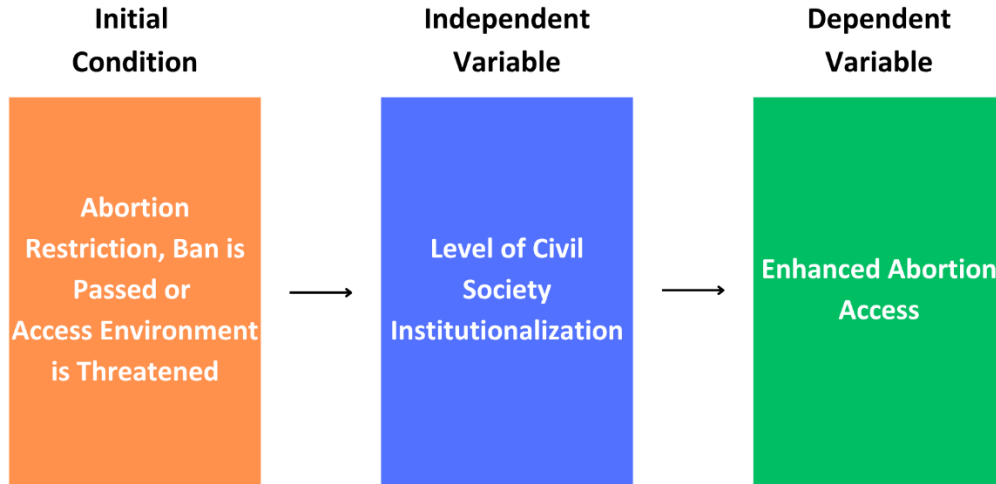 Initial
Condition
Independent
Variable
Dependent
Variable
Abortion
Restriction, Ban is
Passed or
Access Environment
is Threatened
Level of Civil
Society
Institutionalization
Enhanced Abortion
Access